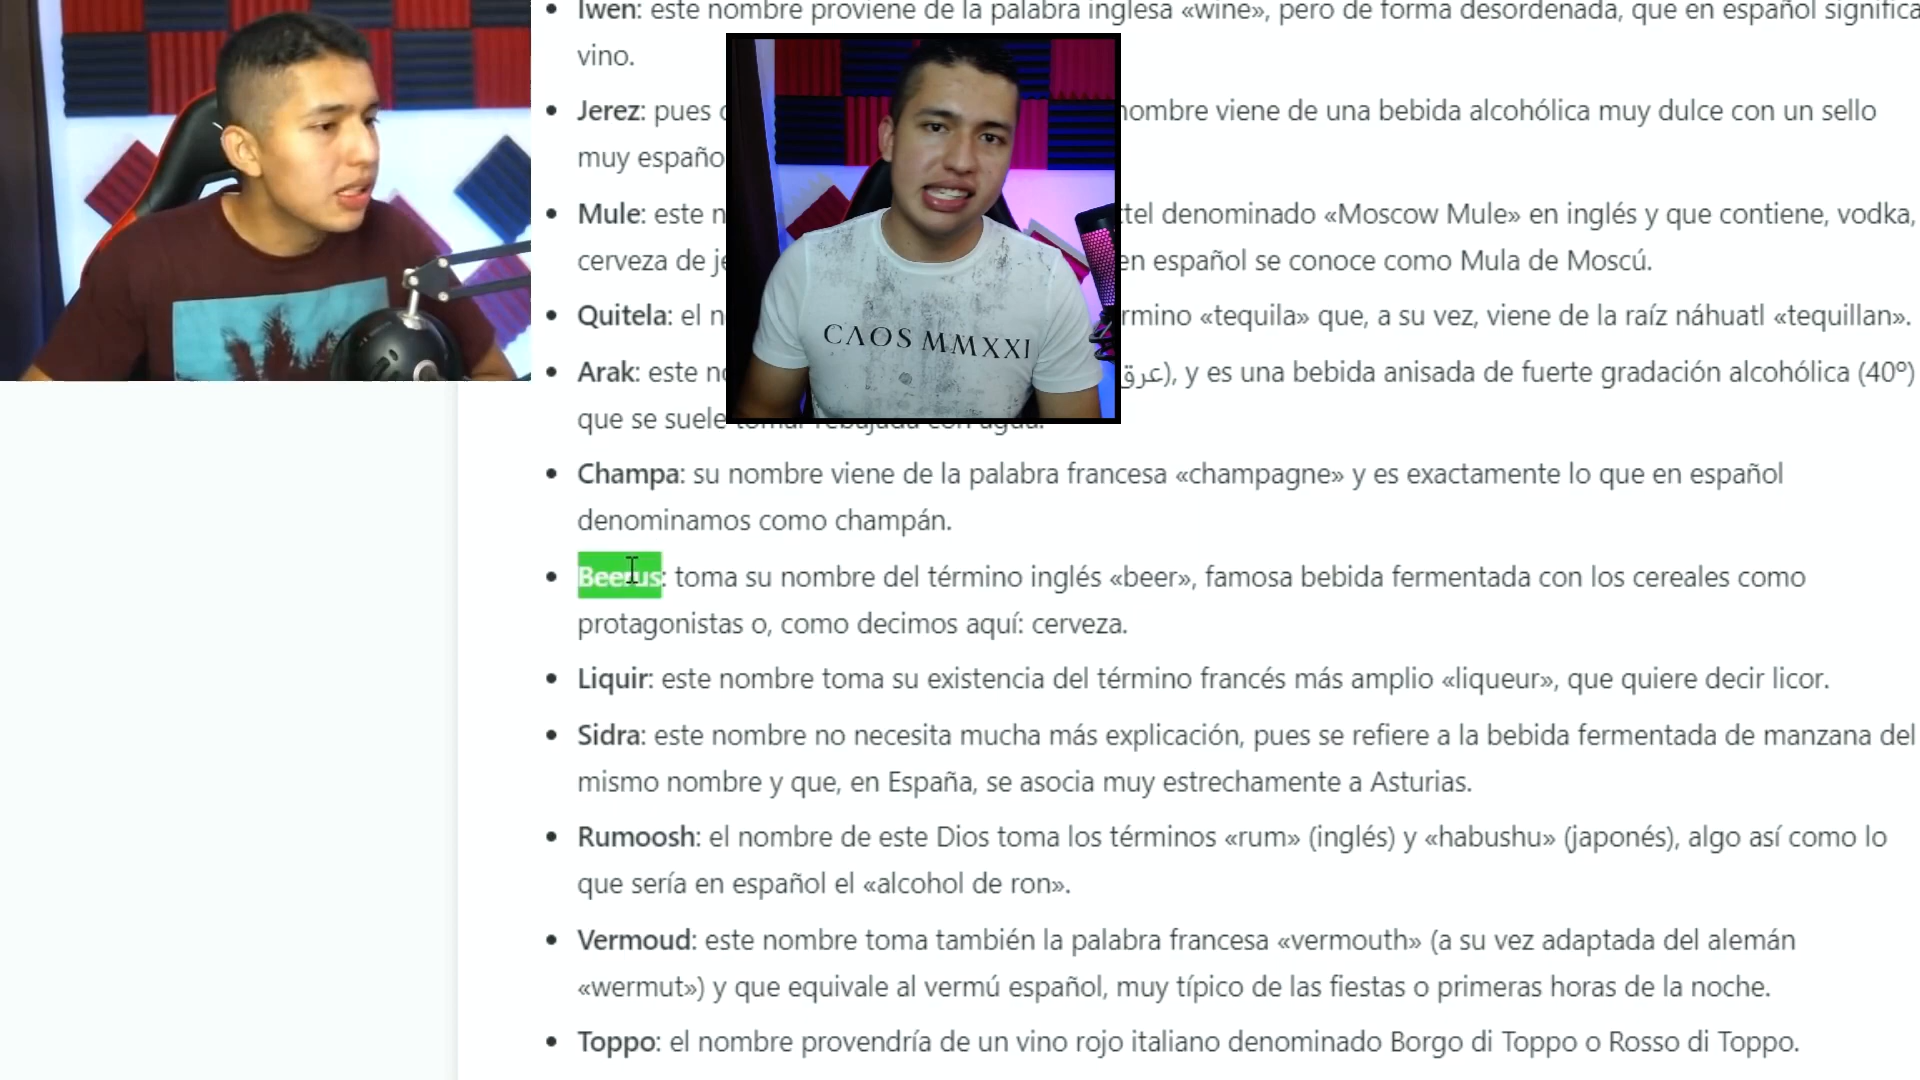 Iwen: este nombre proviene de la palabra inglesa «wine», pero de forma desordenada, que en español significa
vino.
Jerez: pues
nombre viene de una bebida alcohólica muy dulce con un sello
muy
Mule: este
denominado «Moscow Mule» en inglés y que contiene, vodka,
cerveza de
en español se conoce como Mula de Moscú.
Quitela: el
«tequila» que, a su vez, viene de la raíz náhuatl «tequillan».
Arak: este
(عرق), y es una bebida anisada de fuerte gradación alcohólica (40º)
que se suele tomar rebajada con agua.
CAOS MMXXI
Champa: su nombre viene de la palabra francesa «champagne» y es exactamente lo que en español
denominamos como champán.
Beerus: toma su nombre del término inglés «beer», famosa bebida fermentada con los cereales como
protagonistas o, como decimos aquí: cerveza.
Liquir: este nombre toma su existencia del término francés más amplio «liqueur», que quiere decir licor.
Sidra: este nombre no necesita mucha más explicación, pues se refiere a la bebida fermentada de manzana del
mismo nombre y que, en España, se asocia muy estrechamente a Asturias.
Rumoosh: el nombre de este Dios toma los términos «rum» (inglés) y «habushu» (japonés), algo así como lo
que sería en español el «alcohol de ron».
Vermoud: este nombre toma también la palabra francesa «vermouth» (a su vez adaptada del alemán
«wermut») y que equivale al vermú español, muy típico de las fiestas o primeras horas de la noche.
Toppo: el nombre provendría de un vino rojo italiano denominado Borgo di Toppo o Rosso di Toppo.